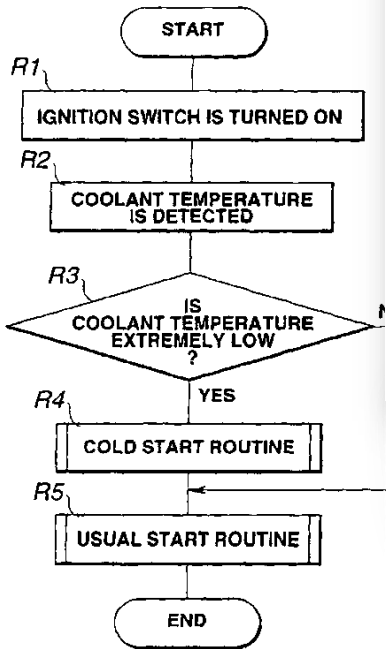 START
R1
IGNITION SWITCH IS TURNED ON
R2
COOLANT TEMPERATURE
IS DETECTED
R3
IS
COOLANT TEMPERATURE
EXTREMELY LOW
?
YES
R4
COLD START ROUTINE
R5
USUAL START ROUTINE
END